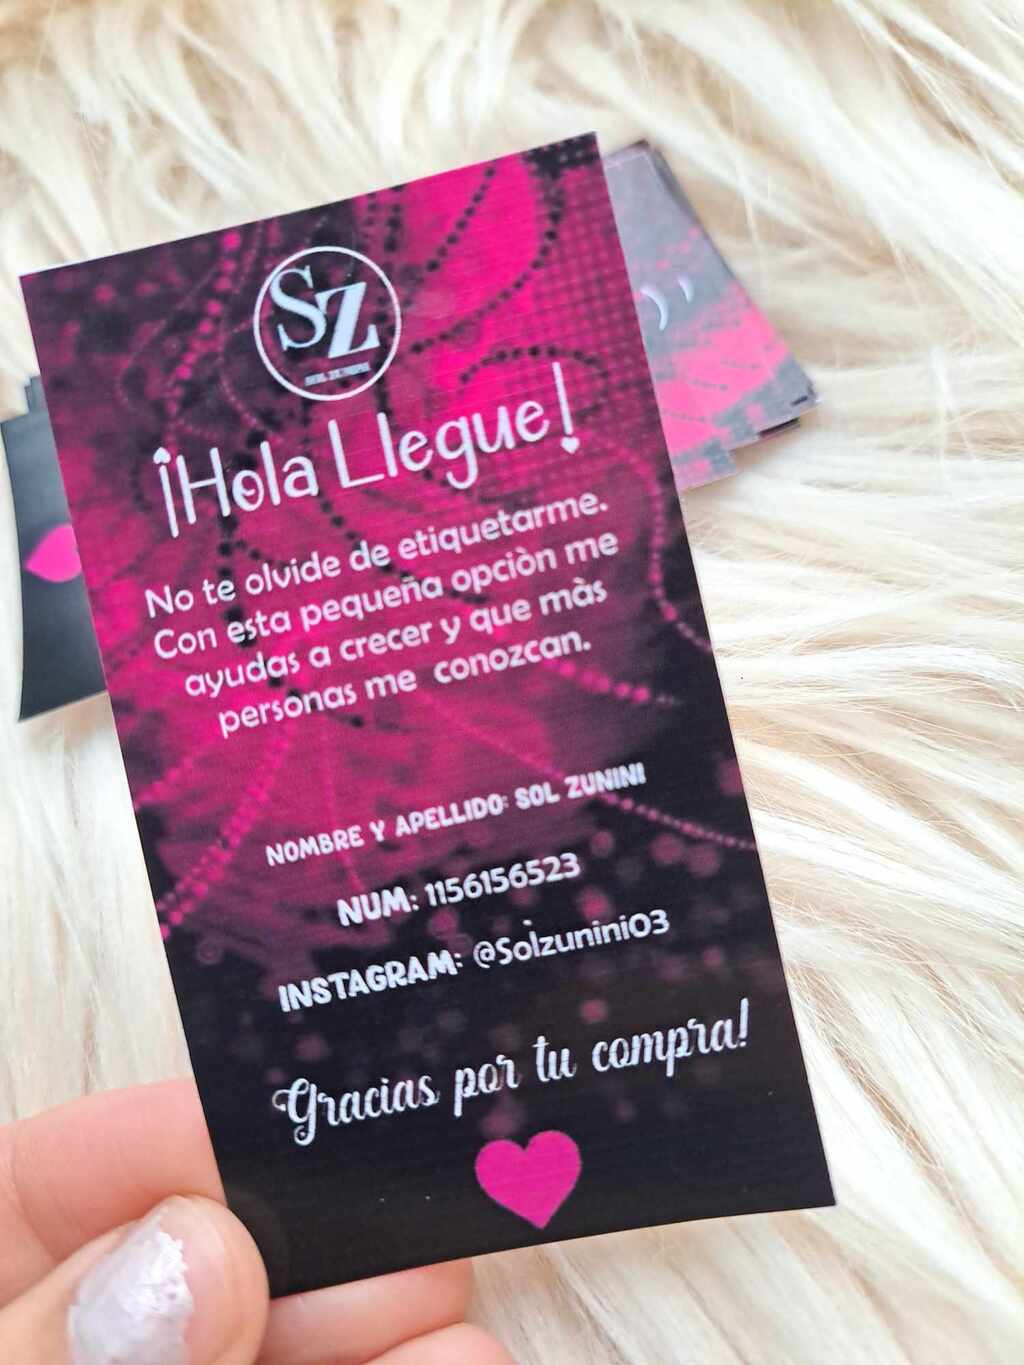 SZ
¡Hola Llegue!
No te olvide de etiquetarme.
Con esta pequeña opciòn me
ayudas a crecer y que màs
personas me conozcan.
NOMBRE Y APELLIDO: SOL ZUNINI
NUM: 1156156523
INSTAGRAM: @Solzunini03
Gracias por tu compra!